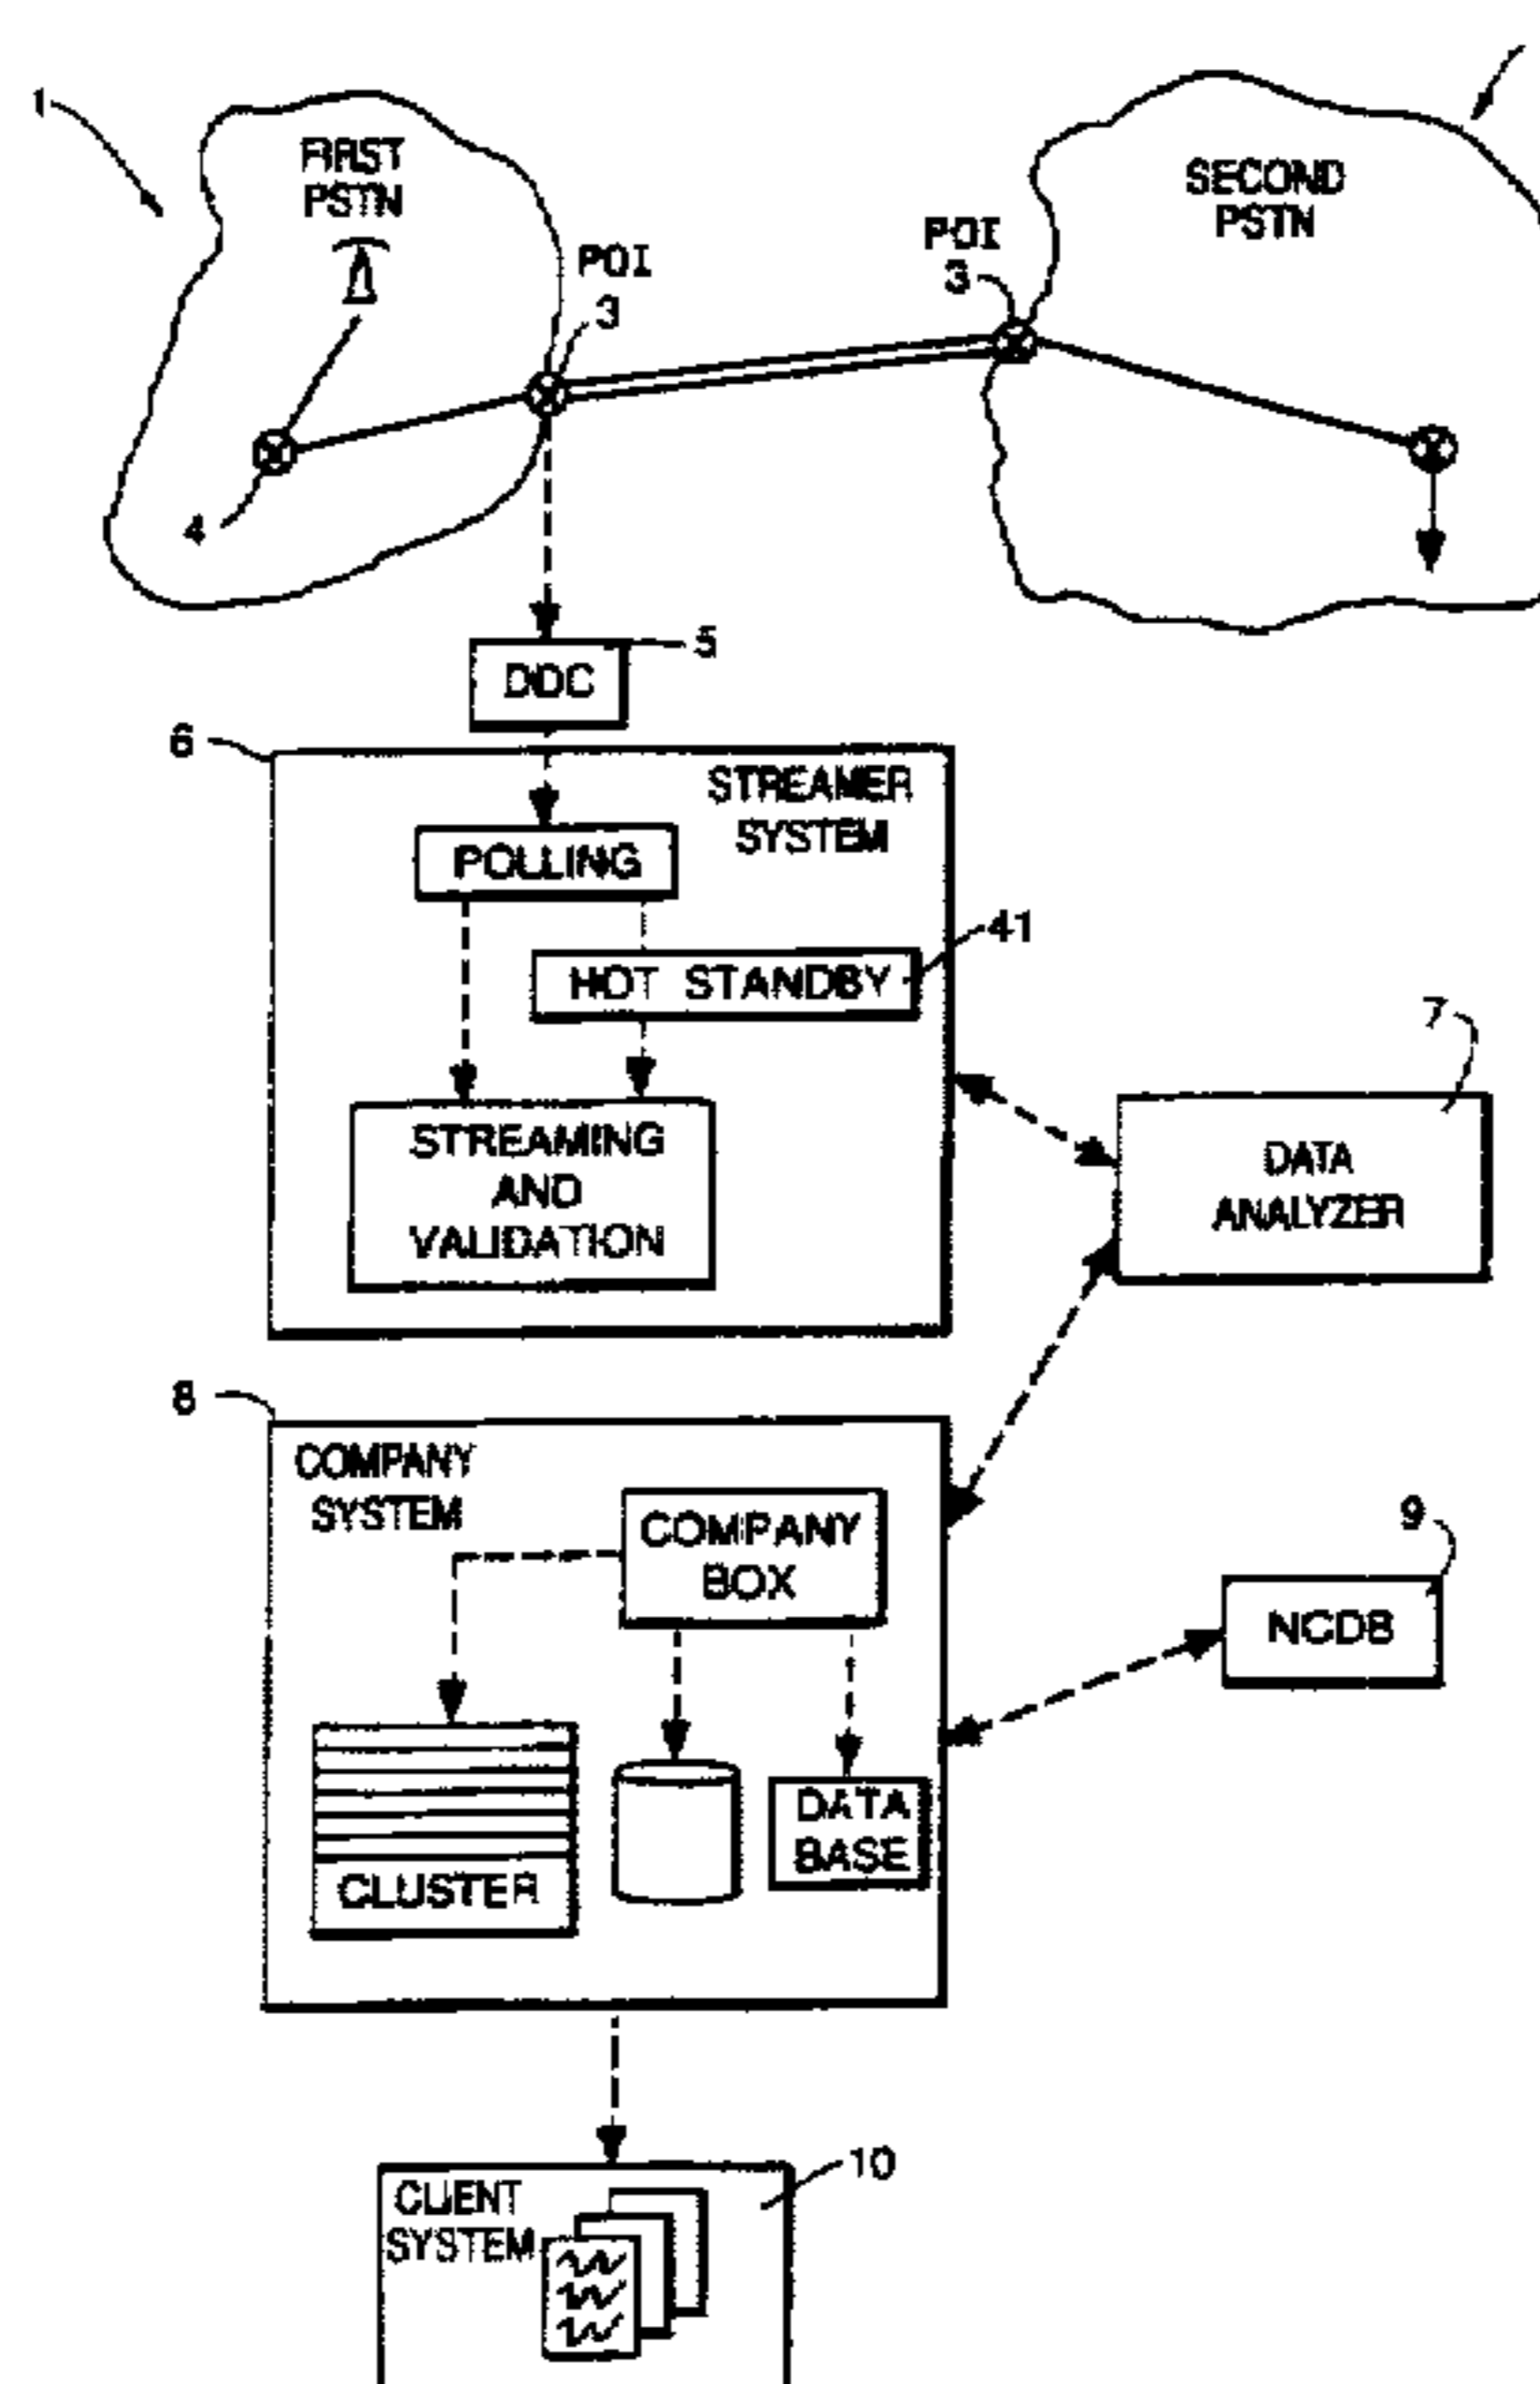 1
FIRST
PSTN
POI
3
4
POI
3
SECOND
PSTN
5
DDC
6
STREAMER
SYSTEM
POLLING
41
HOT STANDBY
STREAMING
AND
VALIDATION
7
DATA
ANALYZER
8
COMPANY
SYSTEM
COMPANY
BOX
9
NCDB
CLUSTER
DATA
BASE
10
CLIENT
SYSTEM